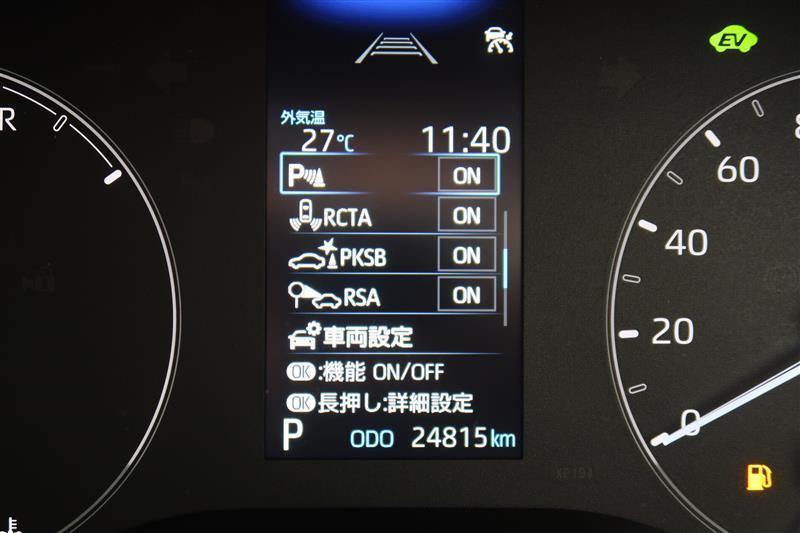 EV
外気温
27℃ 11:40
P ON
RCTA ON
PKSB ON
RSA ON
車両設定
OK:機能 ON/OFF
OK長押し:詳細設定
P ODO 24815km
R
60
40
20
0
XP194